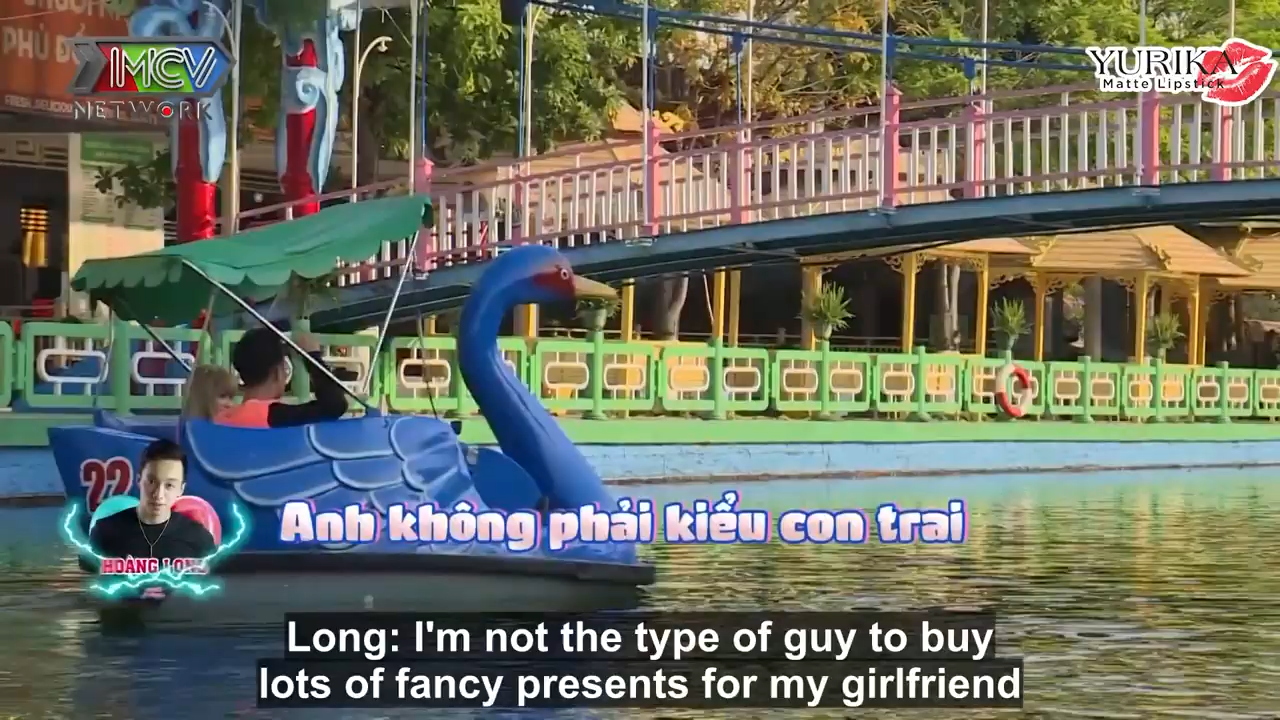 MCV
NETWORK
YURIKA
Matte Lipstick
PHỦ
22
HOÀNG LONG
Anh không phải kiểu con trai
Long: I'm not the type of guy to buy
lots of fancy presents for my girlfriend